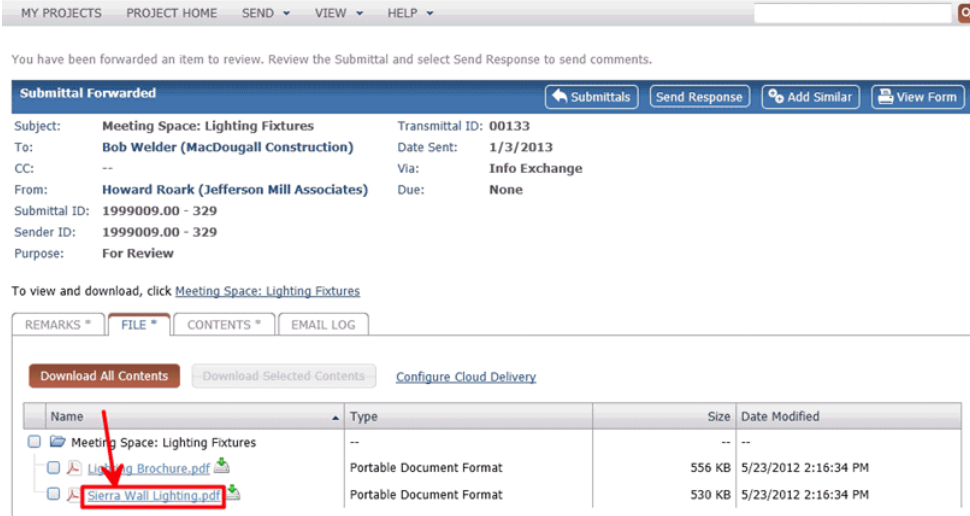 MY PROJECTS PROJECT HOME SEND VIEW HELP
You have been forwarded an item to review. Review the Submittal and select Send Response to send comments.
Submittal Forwarded Submittals Send Response Add Similar View Form
Subject: Meeting Space: Lighting Fixtures Transmittal ID: 00133
To: Bob Welder (MacDougall Construction) Date Sent: 1/3/2013
CC: -- Via: Info Exchange
From: Howard Roark (Jefferson Mill Associates) Due: None
Submittal ID: 1999009.00 - 329
Sender ID: 1999009.00 - 329
Purpose: For Review
To view and download, click Meeting Space: Lighting Fixtures
REMARKS * FILE * CONTENTS * EMAIL LOG
Download All Contents Download Selected Contents Configure Cloud Delivery
Name Type Size Date Modified
Meeting Space: Lighting Fixtures -- -- --
Lighting Brochure.pdf Portable Document Format 556 KB 5/23/2012 2:16:34 PM
Sierra Wall Lighting.pdf Portable Document Format 530 KB 5/23/2012 2:16:34 PM